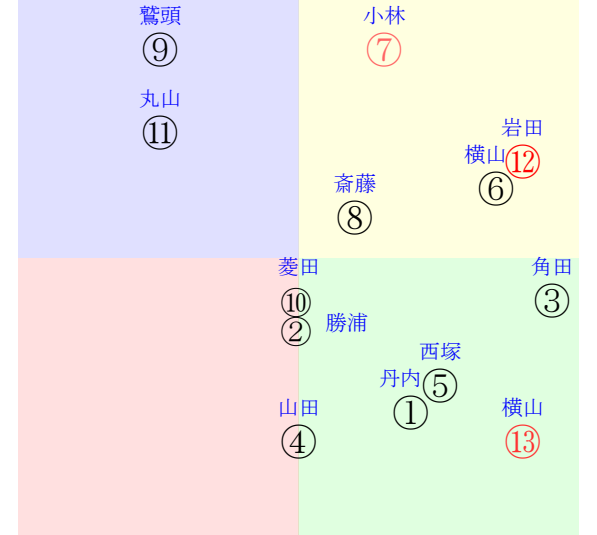 鷲頭
⑨
小林
⑦
丸山
⑪
岩田
⑫
横山
⑥
斎藤
⑧
菱田
⑩
角田
③
勝浦
②
西塚
⑤
丹内
①
山田
④
横山
⑬